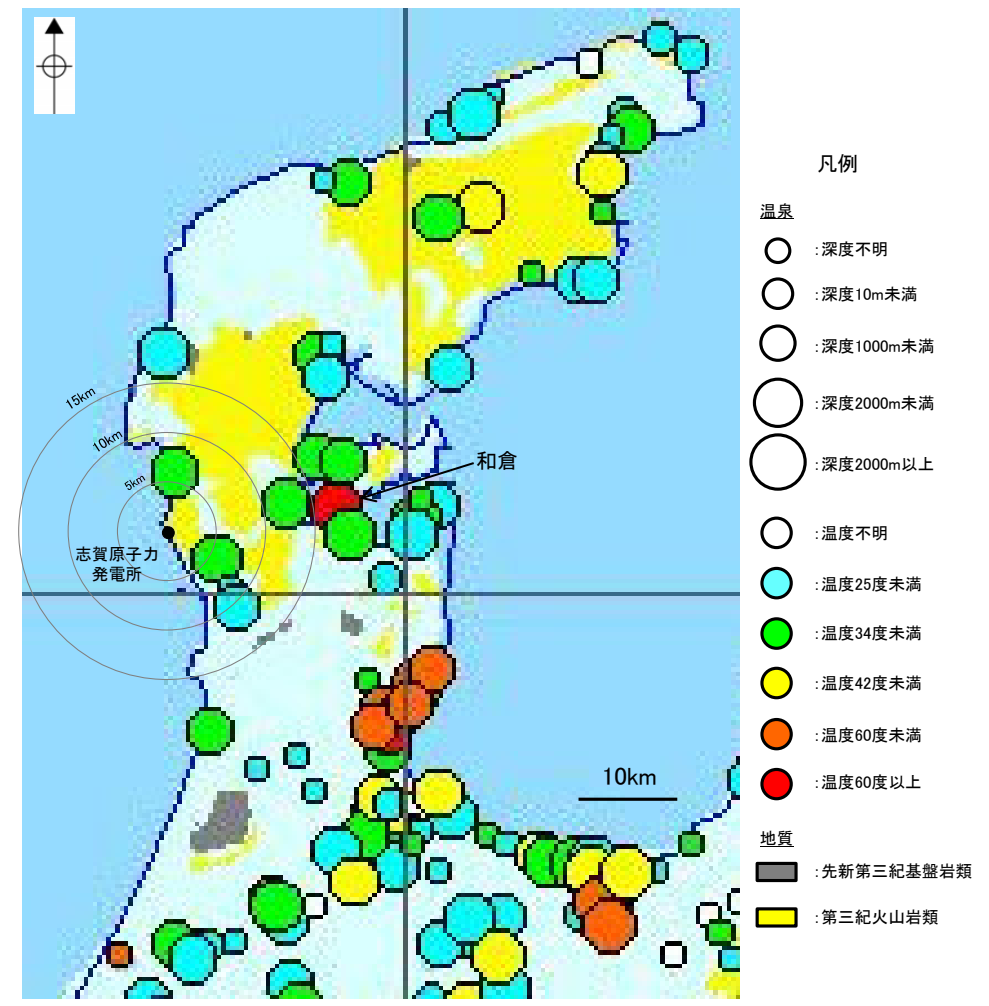 凡例
温泉
:深度不明
:深度10m未満
:深度1000m未満
:深度2000m未満
:深度2000m以上
:温度不明
:温度25度未満
:温度34度未満
:温度42度未満
:温度60度未満
:温度60度以上
地質
:先新第三紀基盤岩類
:第三紀火山岩類
15km
10km
5km
和倉
志賀原子力
発電所
10km